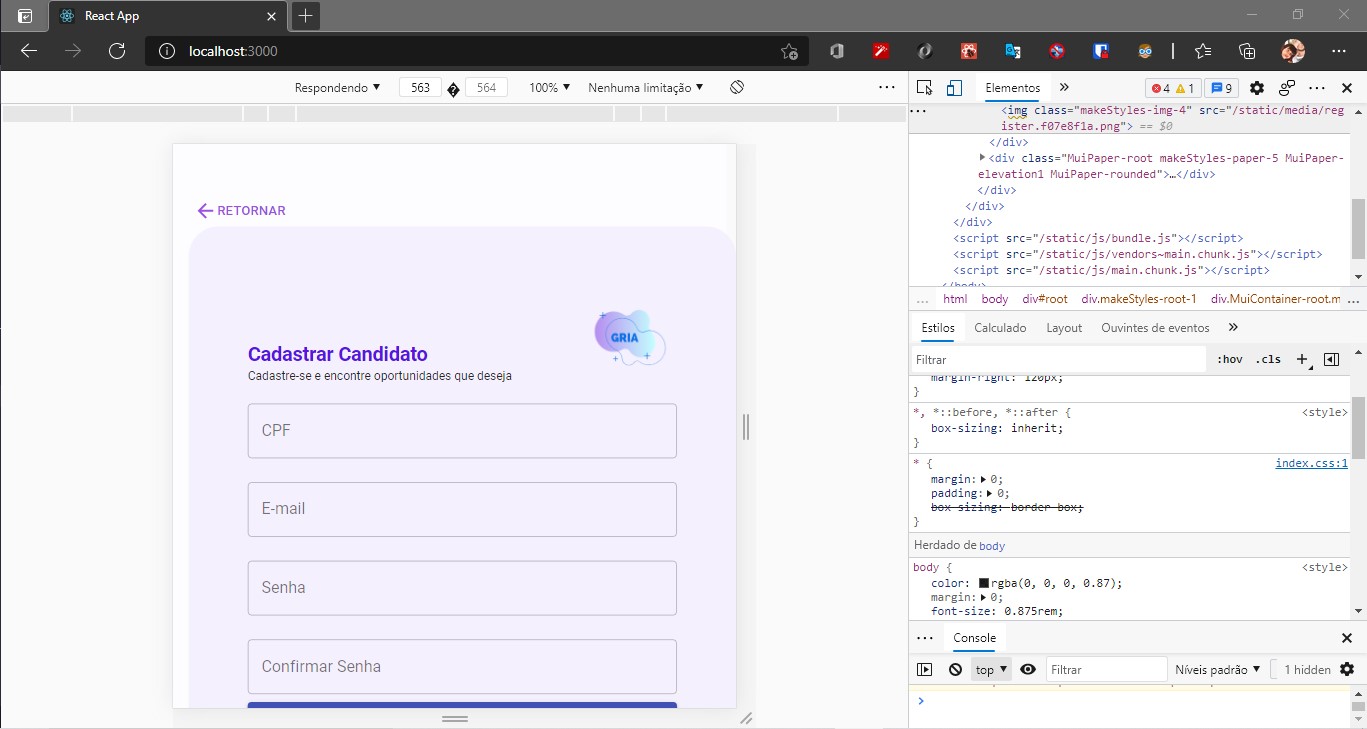 React App
localhost:3000
Respondendo ▼ 563 564 100% ▼ Nenhuma limitação ▼
Elementos
4 1 9
RETORNAR
GRIA
Cadastrar Candidato
Cadastre-se e encontre oportunidades que deseja
CPF
E-mail
Senha
Confirmar Senha
<img class="makeStyles-img-4" src="/static/media/reg
ister.f07e8f1a.png"> == $0
</div>
<div class="MuiPaper-root makeStyles-paper-5 MuiPaper-
elevation1 MuiPaper-rounded">…</div>
</div>
</div>
</div>
<script src="/static/js/bundle.js"></script>
<script src="/static/js/vendors~main.chunk.js"></script>
<script src="/static/js/main.chunk.js"></script>
</body>
... html body div#root div.makeStyles-root-1 div.MuiContainer-root.m ...
Estilos Calculado Layout Ouvintes de eventos
Filtrar :hov .cls +
margin-right: 120px;
}
*, *::before, *::after { <style>
box-sizing: inherit;
}
* { index.css:1
margin: 0;
padding: 0;
box-sizing: border-box;
}
Herdado de body
body { <style>
color: rgba(0, 0, 0, 0.87);
margin: 0;
font-size: 0.875rem;
Console
top ▼ Filtrar Níveis padrão ▼ 1 hidden